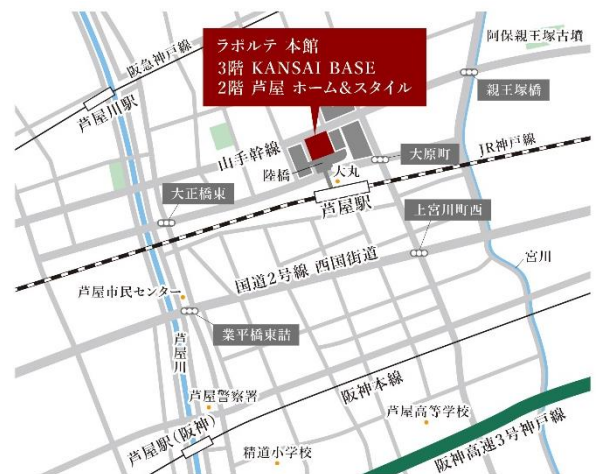 ラポルテ 本館
3階 KANSAI BASE
2階 芦屋 ホーム&スタイル
阪急神戸線
芦屋川駅
阿保親王塚古墳
親王塚橋
山手幹線
陸橋
大丸
大原町
JR神戸線
大正橋東
芦屋駅
上宮川町西
国道2号線 西国街道
宮川
芦屋市民センター
業平橋東詰
芦屋川
阪神本線
芦屋警察署
芦屋高等学校
芦屋駅(阪神)
精道小学校
阪神高速3号神戸線